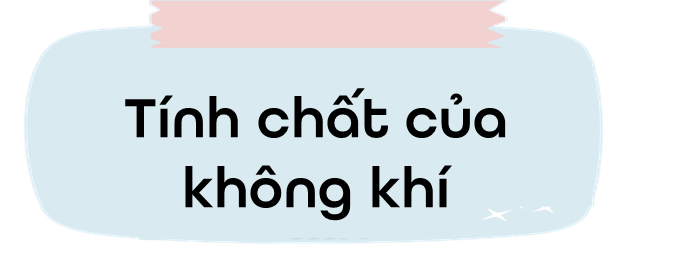 Tính chất của
không khí